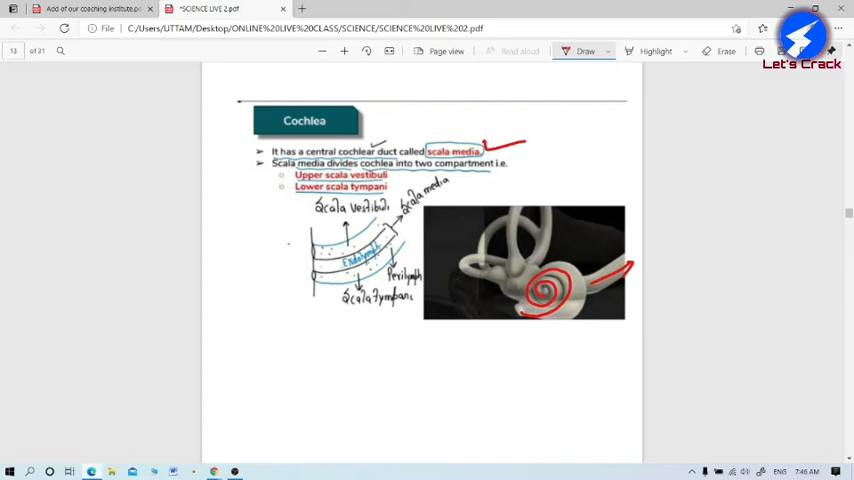 Add of our coaching institute.pd
*SCIENCE LIVE 2.pdf
File
C:/Users/UTTAM/Desktop/ONLINE%20LIVE%20CLASS/SCIENCE/SCIENCE%20LIVE%202.pdf
13 of 21
Page view
Read aloud
Draw
Highlight
Erase
Let's Crack
Cochlea
➢ It has a central cochlear duct called scala media.
➢ Scala media divides cochlea into two compartment i.e.
○ Upper scala vestibuli
○ Lower scala tympani
Scala vestibuli
Scala media
Endolymph
Perilymph
Scala tympani
ENG
7:46 AM